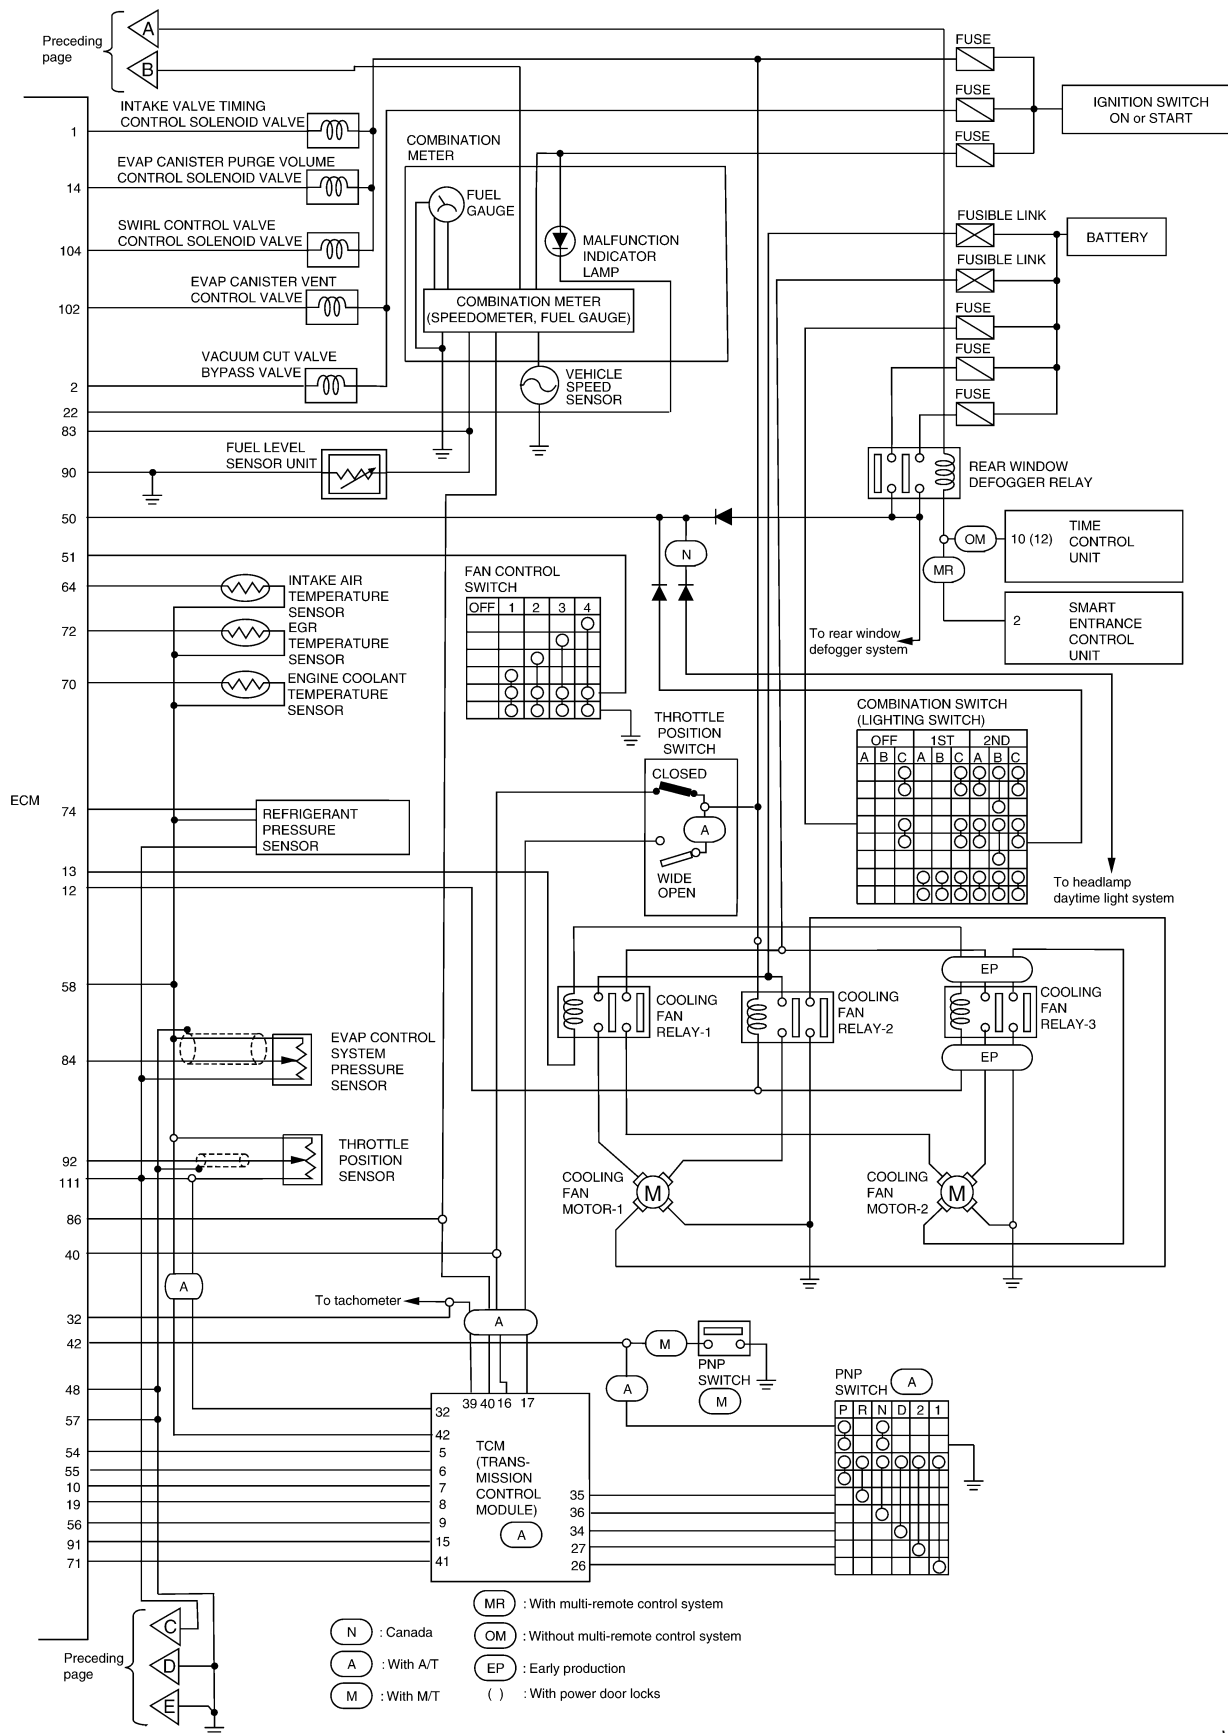 Preceding
page
A
B
FUSE
FUSE
FUSE
IGNITION SWITCH
ON or START
INTAKE VALVE TIMING
CONTROL SOLENOID VALVE
1
EVAP CANISTER PURGE VOLUME
CONTROL SOLENOID VALVE
14
SWIRL CONTROL VALVE
CONTROL SOLENOID VALVE
104
EVAP CANISTER VENT
CONTROL VALVE
102
VACUUM CUT VALVE
BYPASS VALVE
2
22
83
COMBINATION
METER
FUEL
GAUGE
MALFUNCTION
INDICATOR
LAMP
COMBINATION METER
(SPEEDOMETER, FUEL GAUGE)
VEHICLE
SPEED
SENSOR
FUSIBLE LINK
BATTERY
FUSIBLE LINK
FUSE
FUSE
FUSE
FUEL LEVEL
SENSOR UNIT
90
REAR WINDOW
DEFOGGER RELAY
50
N
OM
10 (12)
TIME
CONTROL
UNIT
MR
2
SMART
ENTRANCE
CONTROL
UNIT
To rear window
defogger system
51
64
INTAKE AIR
TEMPERATURE
SENSOR
72
EGR
TEMPERATURE
SENSOR
70
ENGINE COOLANT
TEMPERATURE
SENSOR
FAN CONTROL
SWITCH
OFF 1 2 3 4
THROTTLE
POSITION
SWITCH
CLOSED
A
WIDE
OPEN
COMBINATION SWITCH
(LIGHTING SWITCH)
OFF 1ST 2ND
A B C A B C A B C
To headlamp
daytime light system
ECM
74
REFRIGERANT
PRESSURE
SENSOR
13
12
58
EP
COOLING
FAN
RELAY-1
COOLING
FAN
RELAY-2
COOLING
FAN
RELAY-3
EP
84
EVAP CONTROL
SYSTEM
PRESSURE
SENSOR
92
THROTTLE
POSITION
SENSOR
111
COOLING
FAN
MOTOR-1
M
COOLING
FAN
MOTOR-2
M
86
40
A
To tachometer
32
A
42
M
PNP
SWITCH
M
A
PNP
SWITCH
A
P R N D 2 1
48
57
54
55
10
19
56
91
71
39 40 16 17
32
42
5
6
7
8
9
15
41
TCM
(TRANS-
MISSION
CONTROL
MODULE)
A
35
36
34
27
26
Preceding
page
C
D
E
N : Canada
A : With A/T
M : With M/T
MR : With multi-remote control system
OM : Without multi-remote control system
EP : Early production
( ) : With power door locks